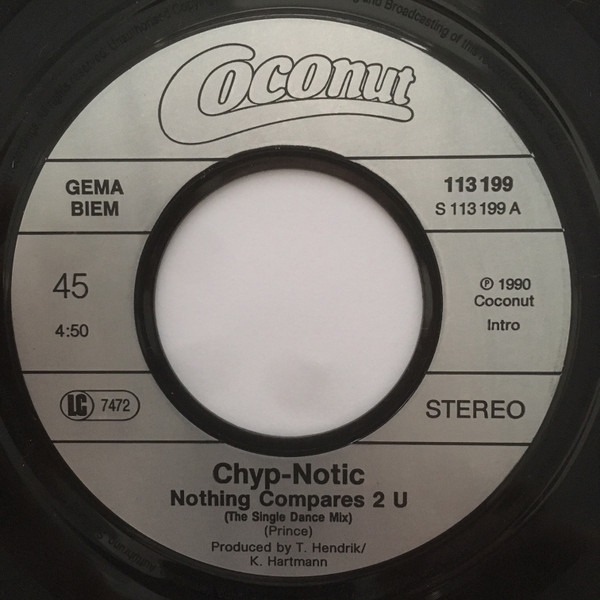 Coconut
GEMA
BIEM
113 199
S 113 199 A
45
4:50
℗ 1990
Coconut
Intro
LC 7472
STEREO
Chyp-Notic
Nothing Compares 2 U
(The Single Dance Mix)
(Prince)
Produced by T. Hendrik/
K. Hartmann